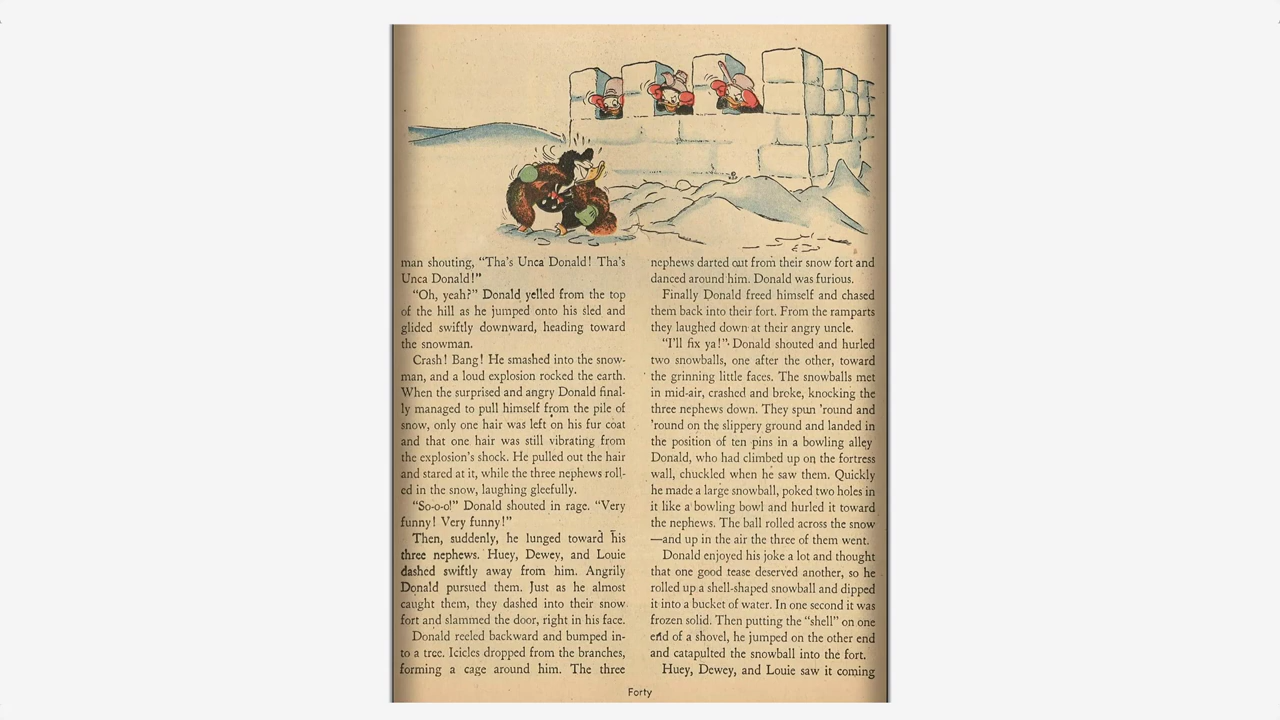 man shouting, "Tha's Unca Donald! Tha's
Unca Donald!"
"Oh, yeah?" Donald yelled from the top
of the hill as he jumped onto his sled and
glided swiftly downward, heading toward
the snowman.
Crash! Bang! He smashed into the snow-
man, and a loud explosion rocked the earth.
When the surprised and angry Donald final-
ly managed to pull himself from the pile of
snow, only one hair was left on his fur coat
and that one hair was still vibrating from
the explosion's shock. He pulled out the hair
and stared at it, while the three nephews roll-
ed in the snow, laughing gleefully.
"So-o-o!" Donald shouted in rage. "Very
funny! Very funny!"
Then, suddenly, he lunged toward his
three nephews. Huey, Dewey, and Louie
dashed swiftly away from him. Angrily
Donald pursued them. Just as he almost
caught them, they dashed into their snow
fort and slammed the door, right in his face.
Donald reeled backward and bumped in-
to a tree. Icicles dropped from the branches,
forming a cage around him. The three
nephews darted out from their snow fort and
danced around him. Donald was furious.
Finally Donald freed himself and chased
them back into their fort. From the ramparts
they laughed down at their angry uncle.
"I'll fix ya!" Donald shouted and hurled
two snowballs, one after the other, toward
the grinning little faces. The snowballs met
in mid-air, crashed and broke, knocking the
three nephews down. They spun 'round and
'round on the slippery ground and landed in
the position of ten pins in a bowling alley
Donald, who had climbed up on the fortress
wall, chuckled when he saw them. Quickly
he made a large snowball, poked two holes in
it like a bowling bowl and hurled it toward
the nephews. The ball rolled across the snow
—and up in the air the three of them went.
Donald enjoyed his joke a lot and thought
that one good tease deserved another, so he
rolled up a shell-shaped snowball and dipped
it into a bucket of water. In one second it was
frozen solid. Then putting the "shell" on one
end of a shovel, he jumped on the other end
and catapulted the snowball into the fort.
Huey, Dewey, and Louie saw it coming
Forty